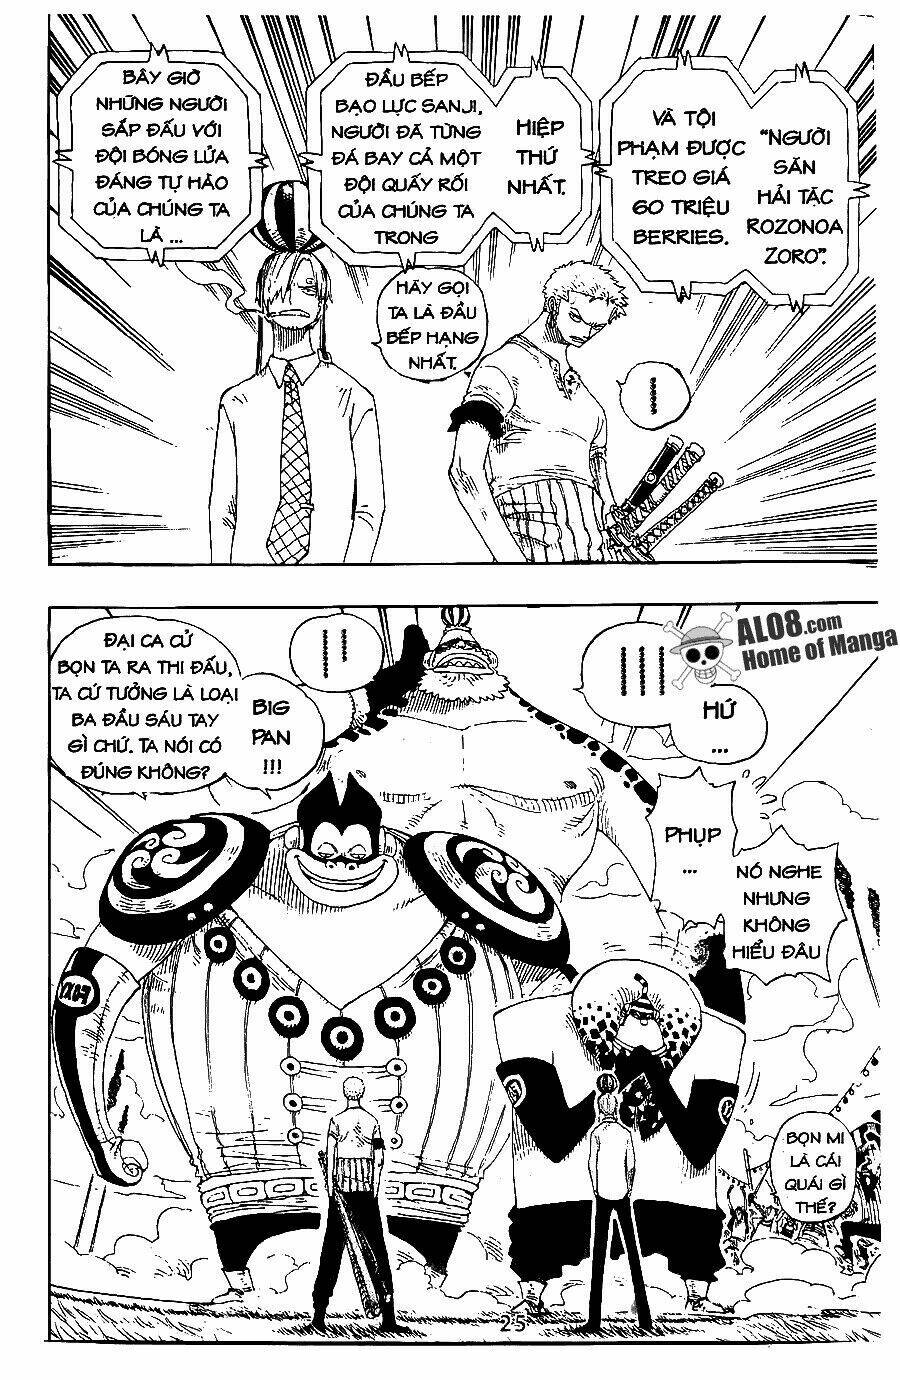 BÂY GIỜ
NHỮNG NGƯỜI
SẮP ĐẤU VỚI
ĐỘI BÓNG LỬA
ĐÁNG TỰ HÀO
CỦA CHÚNG TA
LÀ ...
ĐẦU BẾP
BẠO LỰC SANJI,
NGƯỜI ĐÃ TỪNG
ĐÁ BAY CẢ MỘT
ĐỘI QUẤY RỐI
CỦA CHÚNG TA
TRONG
HIỆP
THỨ
NHẤT.
VÀ TỘI
PHẠM ĐƯỢC
TREO GIÁ
60 TRIỆU
BERRIES.
"NGƯỜI
SĂN
HẢI TẶC
ROZONOA
ZORO".
HÃY GỌI
TA LÀ ĐẦU
BẾP HẠNG
NHẤT.
ĐẠI CA CỬ
BỌN TA RA THI ĐẤU,
TA CỨ TƯỞNG LÀ LOẠI
BA ĐẦU SÁU TAY
GÌ CHỨ. TA NÓI CÓ
ĐÚNG KHÔNG?
BIG
PAN
!!!
HỨ
...
AL08.com
Home of Manga
PHỤP
...
NÓ NGHE
NHƯNG
KHÔNG
HIỂU ĐÂU
FOXY
BỌN MI
LÀ CÁI
QUÁI GÌ
THẾ?
25